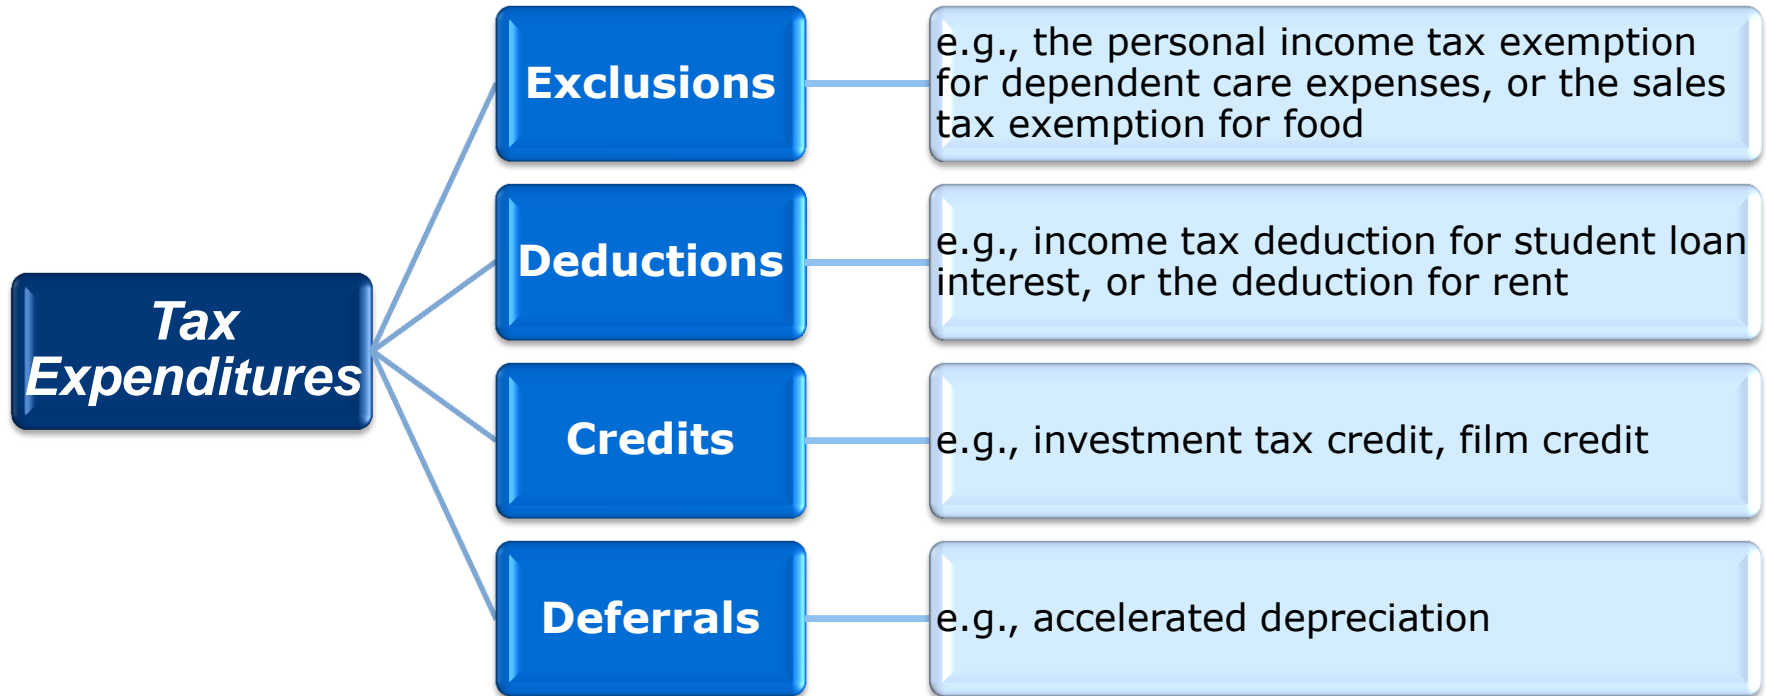 Tax
Expenditures
Exclusions
e.g., the personal income tax exemption
for dependent care expenses, or the sales
tax exemption for food
Deductions
e.g., income tax deduction for student loan
interest, or the deduction for rent
Credits
e.g., investment tax credit, film credit
Deferrals
e.g., accelerated depreciation